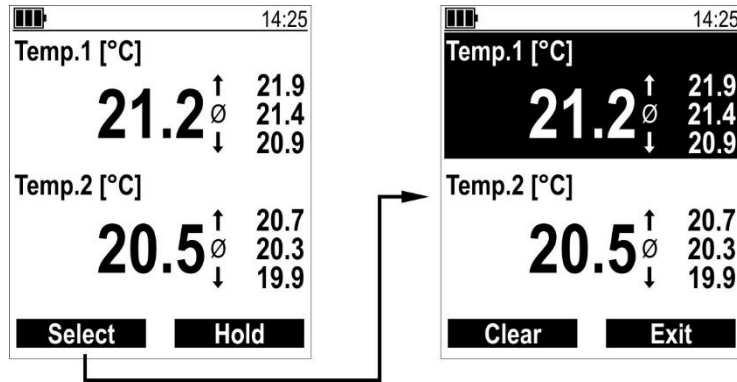 14:25
Temp.1 [°C]
↑ 21.9
21.2 Ø 21.4
↓ 20.9
Temp.2 [°C]
↑ 20.7
20.5 Ø 20.3
↓ 19.9
Select Hold
14:25
Temp.1 [°C]
↑ 21.9
21.2 Ø 21.4
↓ 20.9
Temp.2 [°C]
↑ 20.7
20.5 Ø 20.3
↓ 19.9
Clear Exit